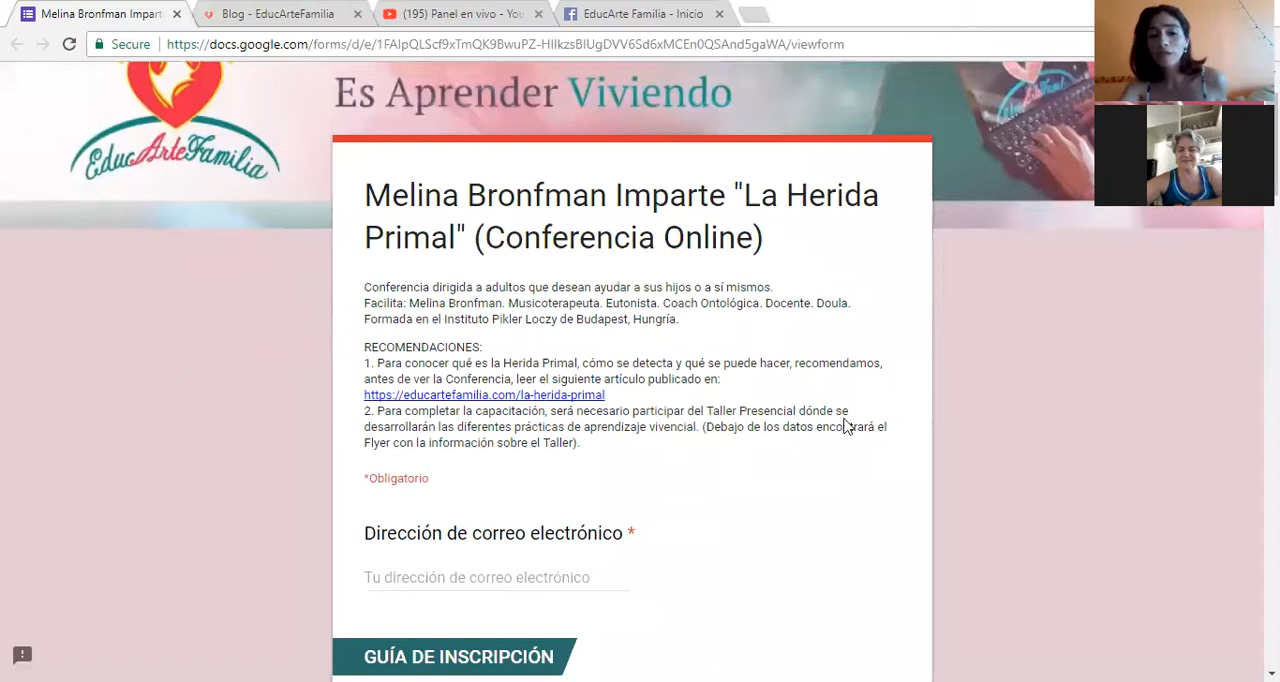 Melina Bronfman Impart
Blog - EducArteFamilia
(195) Panel en vivo - You
EducArte Familia - Inicio
Secure
https://docs.google.com/forms/d/e/1FAIpQLScf9xTmQK9BwuPZ-HIIkzsBIUgDVV6Sd6xMCEn0QSAnd5gaWA/viewform
Es Aprender Viviendo
EducArteFamilia
Melina Bronfman Imparte "La Herida
Primal" (Conferencia Online)
Conferencia dirigida a adultos que desean ayudar a sus hijos o a sí mismos.
Facilita: Melina Bronfman. Musicoterapeuta. Eutonista. Coach Ontológica. Docente. Doula.
Formada en el Instituto Pikler Loczy de Budapest, Hungría.
RECOMENDACIONES:
1. Para conocer qué es la Herida Primal, cómo se detecta y qué se puede hacer, recomendamos,
antes de ver la Conferencia, leer el siguiente artículo publicado en:
https://educartefamilia.com/la-herida-primal
2. Para completar la capacitación, será necesario participar del Taller Presencial dónde se
desarrollarán las diferentes prácticas de aprendizaje vivencial. (Debajo de los datos encontrará el
Flyer con la información sobre el Taller).
*Obligatorio
Dirección de correo electrónico *
Tu dirección de correo electrónico
GUÍA DE INSCRIPCIÓN